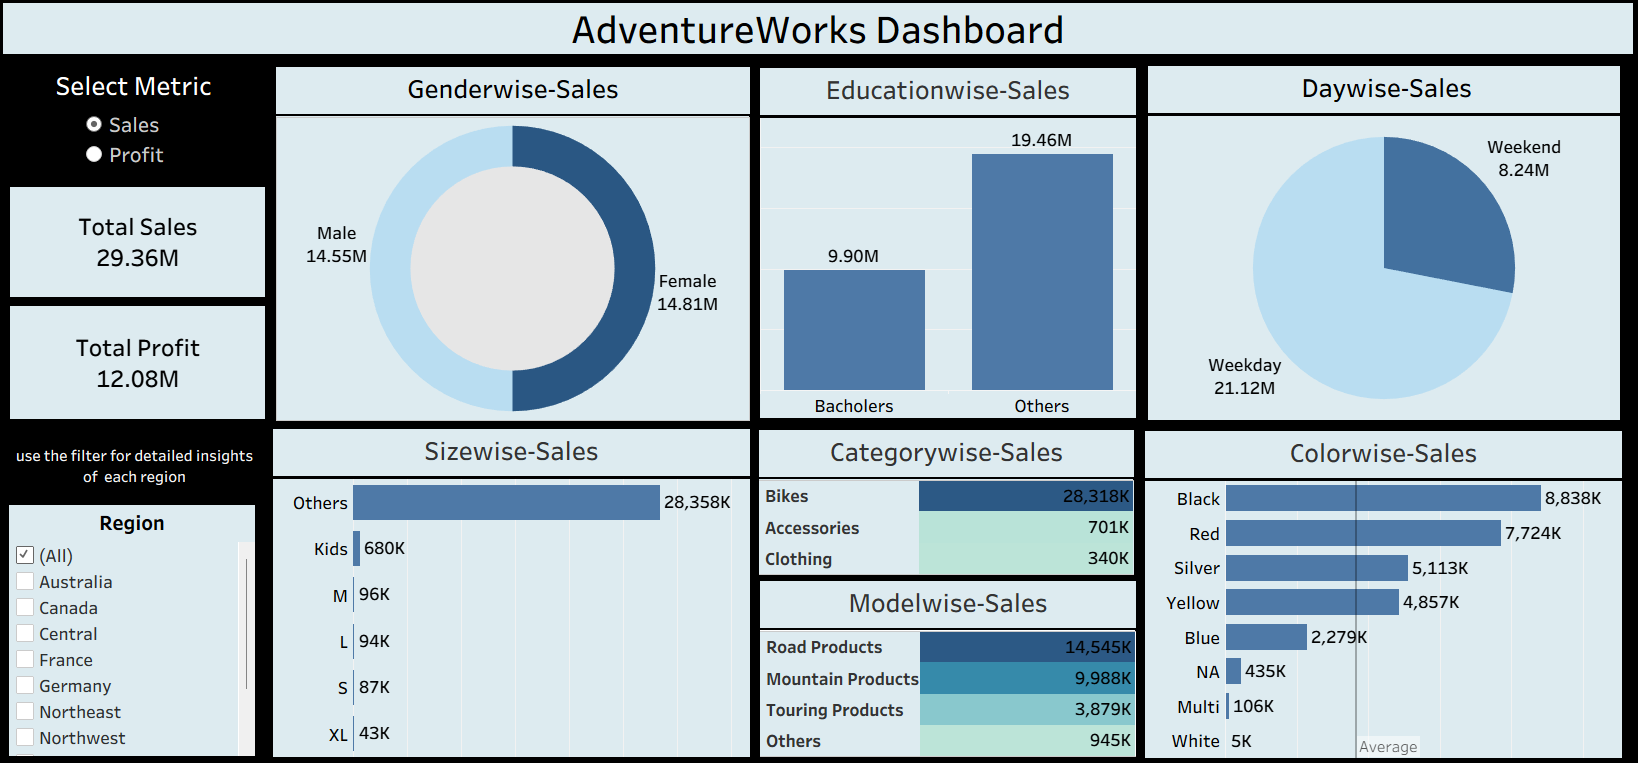 AdventureWorks Dashboard
Select Metric
Sales
Profit
Total Sales
29.36M
Total Profit
12.08M
use the filter for detailed insights
of each region
Region
(All)
Australia
Canada
Central
France
Germany
Northeast
Northwest
Genderwise-Sales
Male
14.55M
Female
14.81M
Educationwise-Sales
19.46M
9.90M
Bacholers
Others
Daywise-Sales
Weekend
8.24M
Weekday
21.12M
Sizewise-Sales
Others 28,358K
Kids 680K
M 96K
L 94K
S 87K
XL 43K
Categorywise-Sales
Bikes 28,318K
Accessories 701K
Clothing 340K
Modelwise-Sales
Road Products 14,545K
Mountain Products 9,988K
Touring Products 3,879K
Others 945K
Colorwise-Sales
Black 8,838K
Red 7,724K
Silver 5,113K
Yellow 4,857K
Blue 2,279K
NA 435K
Multi 106K
White 5K
Average